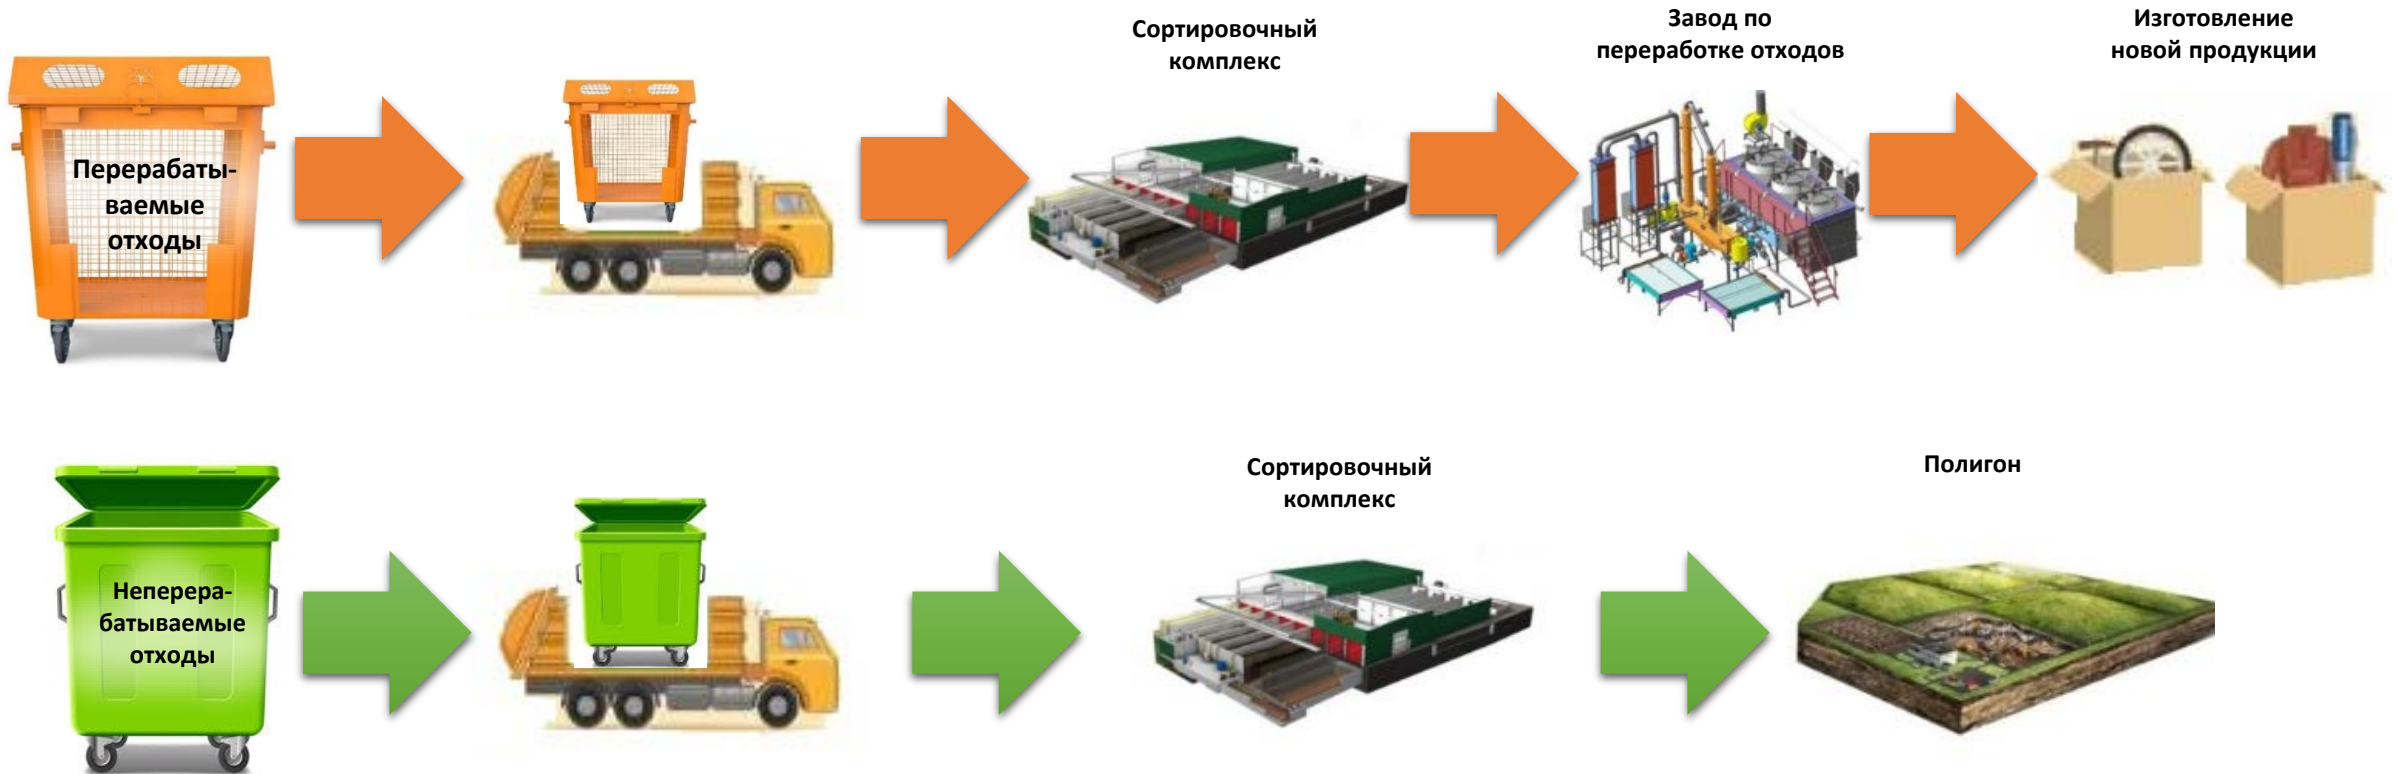 Сортировочный
комплекс
Завод по
переработке отходов
Изготовление
новой продукции
Перерабаты-
ваемые
отходы
Сортировочный
комплекс
Полигон
Неперера-
батываемые
отходы